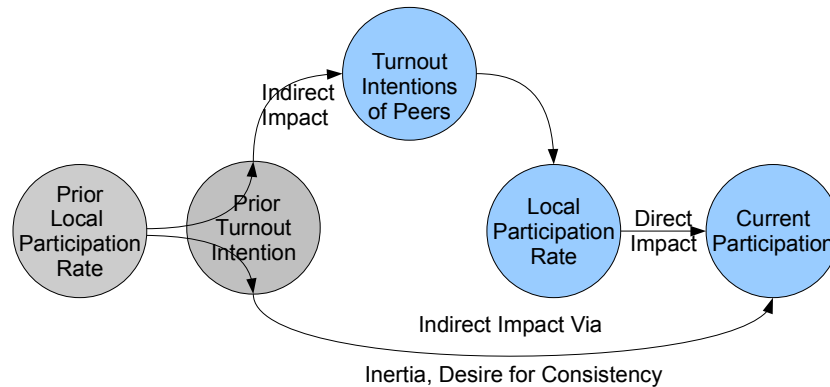 Turnout
Intentions
of Peers
Indirect
Impact
Prior
Local
Participation
Rate
Prior
Turnout
Intention
Local
Participation
Rate
Direct
Impact
Current
Participation
Indirect Impact Via
Inertia, Desire for Consistency